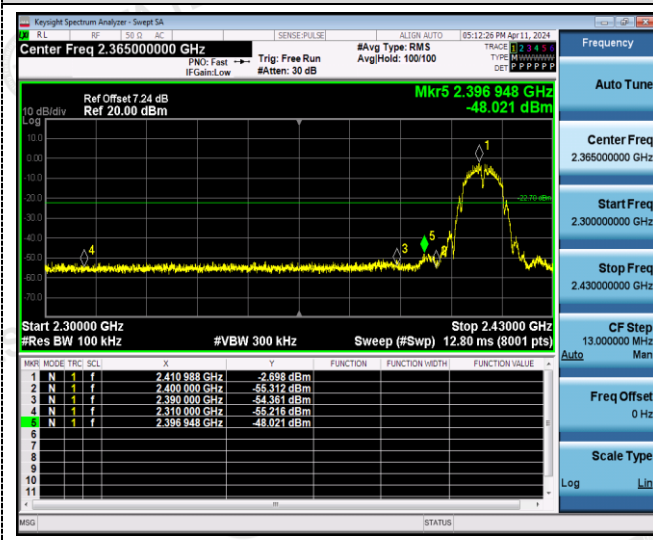 Keysight Spectrum Analyzer - Swept SA
RL RF 50 Ω AC SENSE:PULSE ALIGN AUTO 05:12:26 PM Apr 11, 2024
Center Freq 2.365000000 GHz
PNO: Fast
IFGain:Low
Trig: Free Run
#Atten: 30 dB
#Avg Type: RMS
Avg|Hold: 100/100
TRACE 1 2 3 4 5 6
TYPE M W W W W W
DET P P P P P P
Ref Offset 7.24 dB
10 dB/div Ref 20.00 dBm
Log
Mkr5 2.396 948 GHz
-48.021 dBm
10.0
0.00
-10.0
-20.0
-30.0
-40.0
-50.0
-60.0
-70.0
-22.70 dBm
1
5
3
2
4
Start 2.30000 GHz Stop 2.43000 GHz
#Res BW 100 kHz #VBW 300 kHz Sweep (#Swp) 12.80 ms (8001 pts)
MKR MODE TRC SCL X Y FUNCTION FUNCTION WIDTH FUNCTION VALUE
1 N 1 f 2.410 988 GHz -2.698 dBm
2 N 1 f 2.400 000 GHz -55.312 dBm
3 N 1 f 2.390 000 GHz -54.361 dBm
4 N 1 f 2.310 000 GHz -55.216 dBm
5 N 1 f 2.396 948 GHz -48.021 dBm
6
7
8
9
10
11
MSG STATUS
Frequency
Auto Tune
Center Freq
2.365000000 GHz
Start Freq
2.300000000 GHz
Stop Freq
2.430000000 GHz
CF Step
13.000000 MHz
Auto Man
Freq Offset
0 Hz
Scale Type
Log Lin